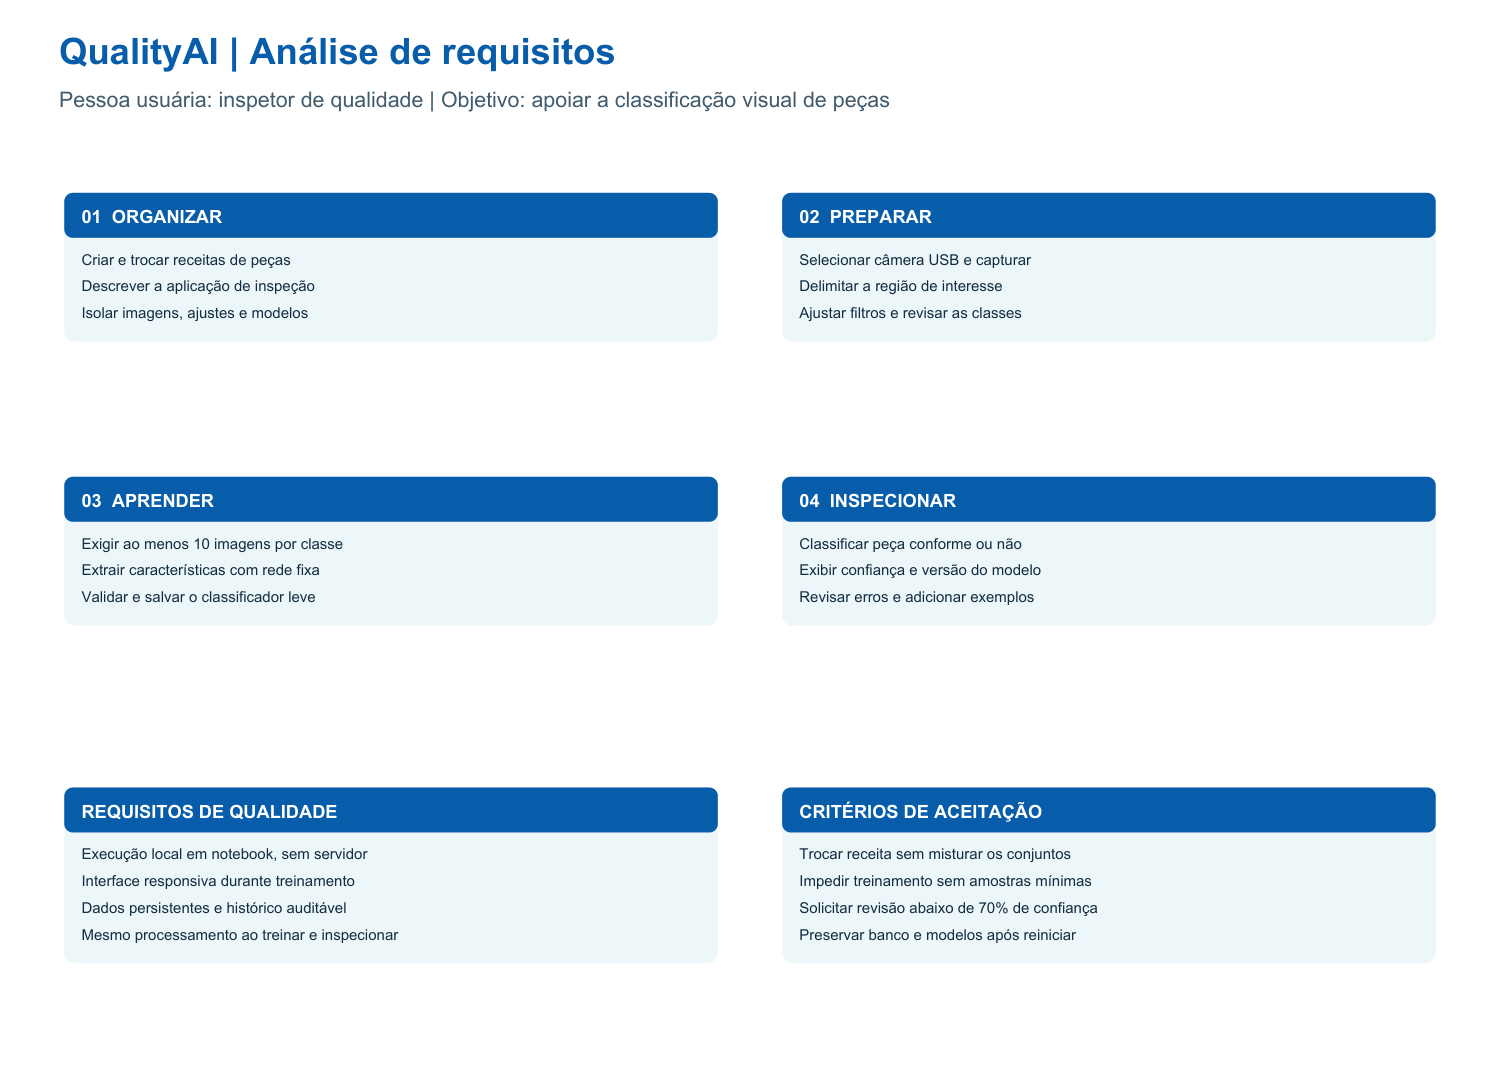 QualityAI | Análise de requisitos
Pessoa usuária: inspetor de qualidade | Objetivo: apoiar a classificação visual de peças
01 ORGANIZAR
Criar e trocar receitas de peças
Descrever a aplicação de inspeção
Isolar imagens, ajustes e modelos
02 PREPARAR
Selecionar câmera USB e capturar
Delimitar a região de interesse
Ajustar filtros e revisar as classes
03 APRENDER
Exigir ao menos 10 imagens por classe
Extrair características com rede fixa
Validar e salvar o classificador leve
04 INSPECIONAR
Classificar peça conforme ou não
Exibir confiança e versão do modelo
Revisar erros e adicionar exemplos
REQUISITOS DE QUALIDADE
Execução local em notebook, sem servidor
Interface responsiva durante treinamento
Dados persistentes e histórico auditável
Mesmo processamento ao treinar e inspecionar
CRITÉRIOS DE ACEITAÇÃO
Trocar receita sem misturar os conjuntos
Impedir treinamento sem amostras mínimas
Solicitar revisão abaixo de 70% de confiança
Preservar banco e modelos após reiniciar